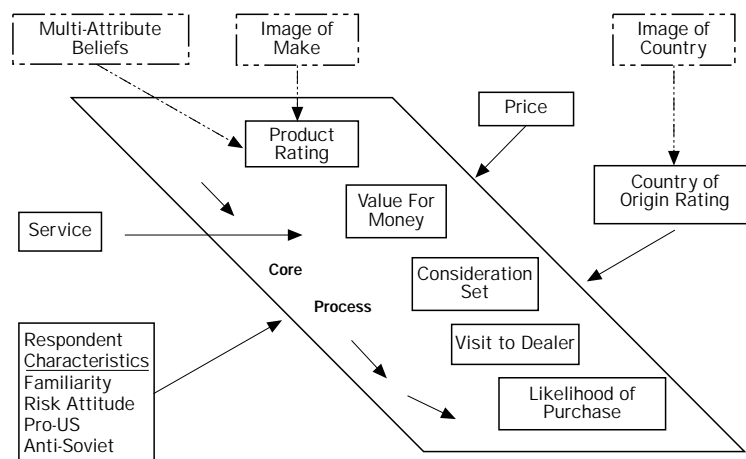 Multi-Attribute
Beliefs
Image of
Make
Image of
Country
Price
Product
Rating
Country of
Origin Rating
Value For
Money
Service
Core
Consideration
Set
Process
Respondent
Characteristics
Familiarity
Risk Attitude
Pro-US
Anti-Soviet
Visit to Dealer
Likelihood of
Purchase